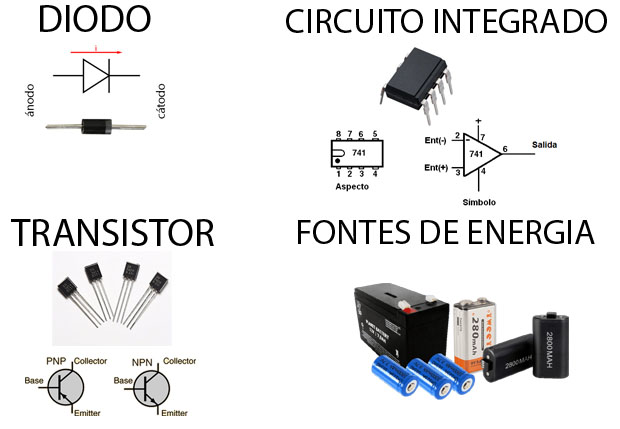 DIODO
i
ánodo
cátodo
CIRCUITO INTEGRADO
8 7 6 5
741
1 2 3 4
Aspecto
+
Ent(-) 2
7
741
6
Salida
Ent(+) 3
4
-
Simbolo
TRANSISTOR
PNP
Collector
Base
Emitter
NPN
Collector
Base
Emitter
FONTES DE ENERGIA
280mAh
2800MAH
2800MAH